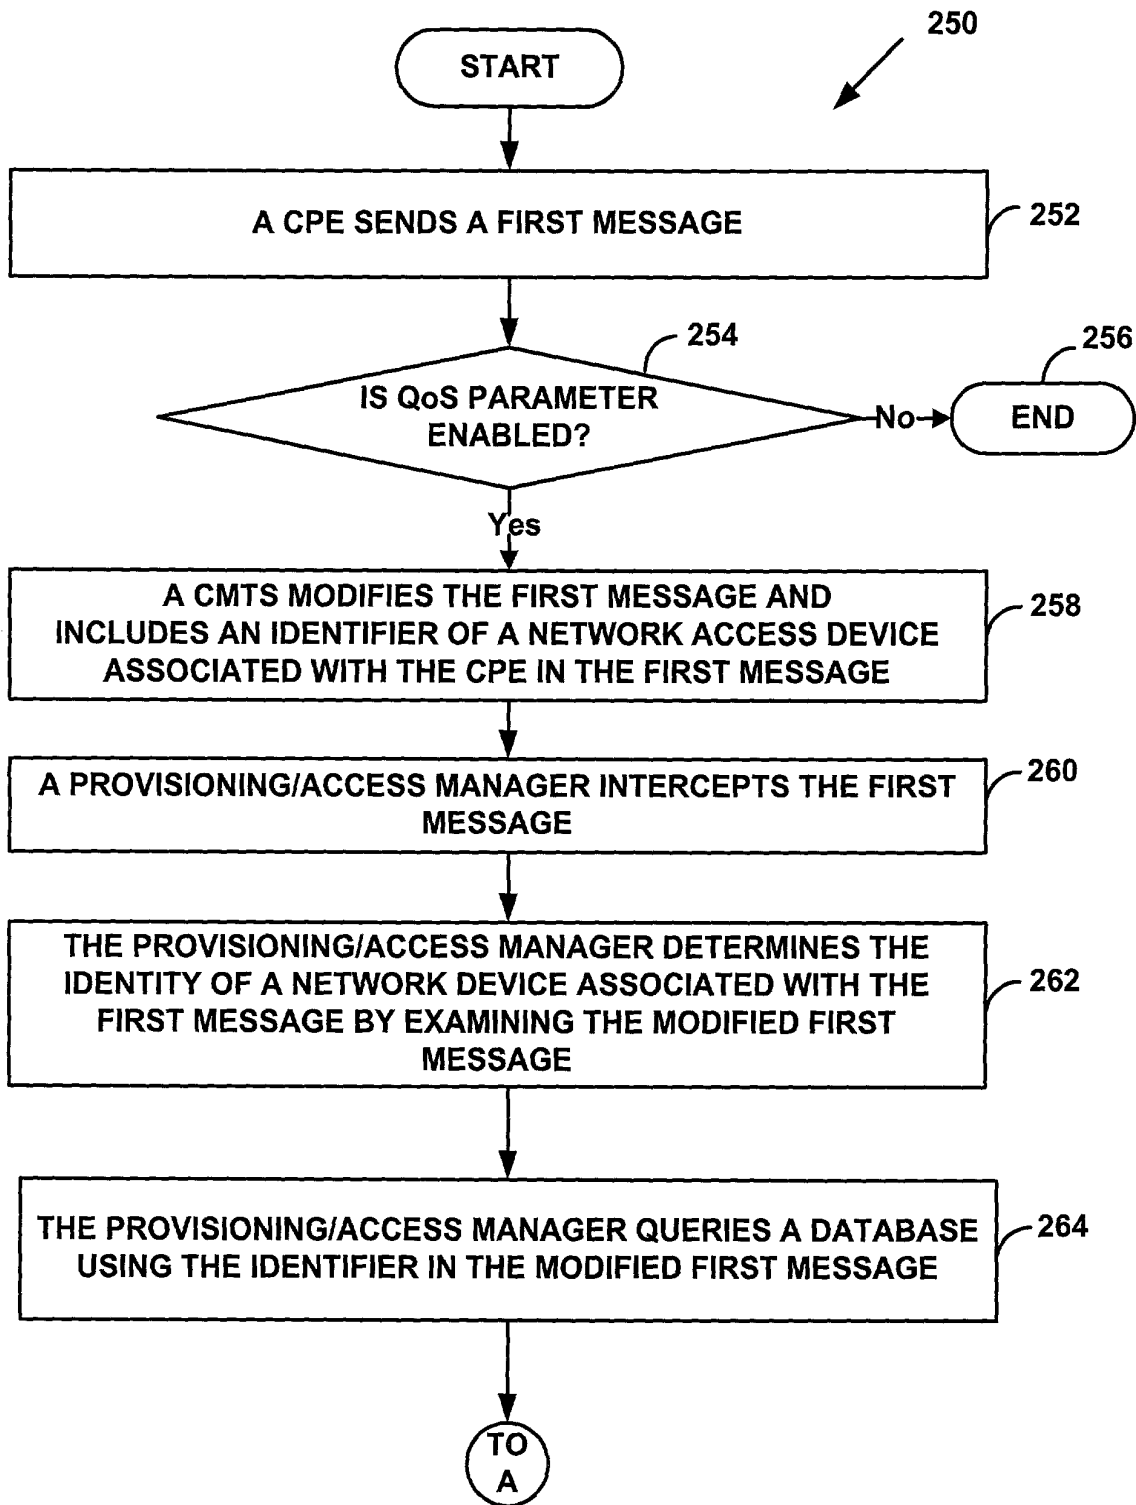 250
START
A CPE SENDS A FIRST MESSAGE
252
254
256
IS QoS PARAMETER
ENABLED?
No
END
Yes
A CMTS MODIFIES THE FIRST MESSAGE AND
INCLUDES AN IDENTIFIER OF A NETWORK ACCESS DEVICE
ASSOCIATED WITH THE CPE IN THE FIRST MESSAGE
258
A PROVISIONING/ACCESS MANAGER INTERCEPTS THE FIRST
MESSAGE
260
THE PROVISIONING/ACCESS MANAGER DETERMINES THE
IDENTITY OF A NETWORK DEVICE ASSOCIATED WITH THE
FIRST MESSAGE BY EXAMINING THE MODIFIED FIRST
MESSAGE
262
THE PROVISIONING/ACCESS MANAGER QUERIES A DATABASE
USING THE IDENTIFIER IN THE MODIFIED FIRST MESSAGE
264
TO
A